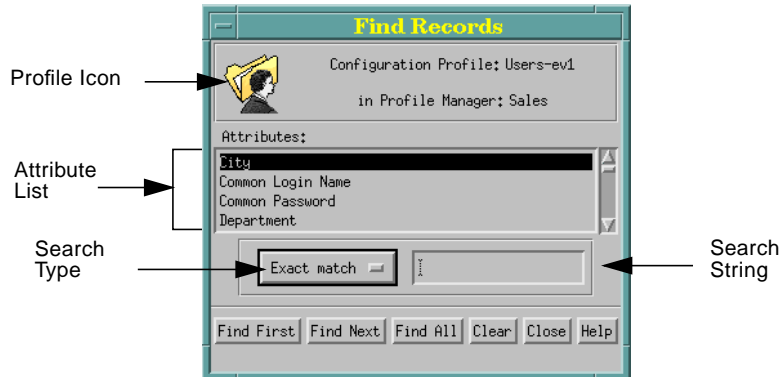 Find Records
Profile Icon
Configuration Profile: Users-ev1
in Profile Manager: Sales
Attributes:
Attribute
List
City
Common Login Name
Common Password
Department
Search
Type
Exact match
Search
String
Find First Find Next Find All Clear Close Help